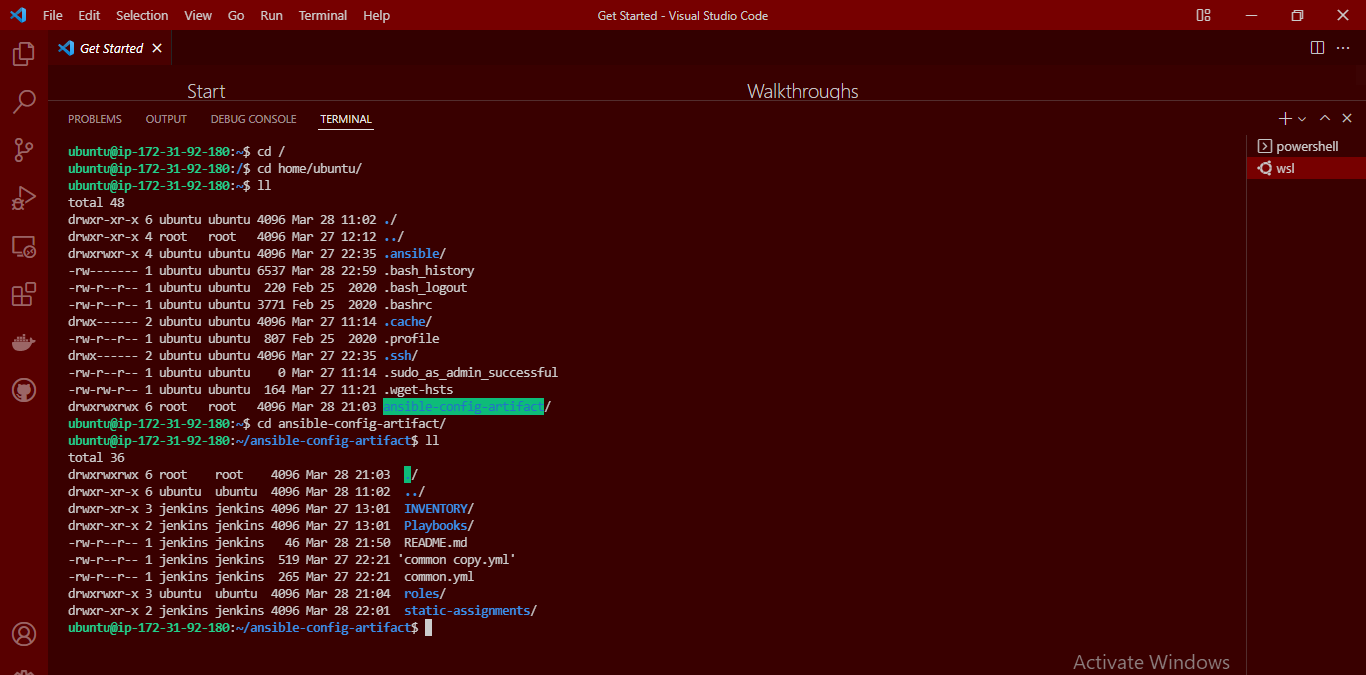 File Edit Selection View Go Run Terminal Help Get Started - Visual Studio Code
Get Started
Start Walkthroughs
PROBLEMS OUTPUT DEBUG CONSOLE TERMINAL
ubuntu@ip-172-31-92-180:~$ cd /
ubuntu@ip-172-31-92-180:/$ cd home/ubuntu/
ubuntu@ip-172-31-92-180:~$ ll
total 48
drwxr-xr-x 6 ubuntu ubuntu 4096 Mar 28 11:02 ./
drwxr-xr-x 4 root   root   4096 Mar 27 12:12 ../
drwxrwxr-x 4 ubuntu ubuntu 4096 Mar 27 22:35 .ansible/
-rw------- 1 ubuntu ubuntu 6537 Mar 28 22:59 .bash_history
-rw-r--r-- 1 ubuntu ubuntu  220 Feb 25  2020 .bash_logout
-rw-r--r-- 1 ubuntu ubuntu 3771 Feb 25  2020 .bashrc
drwx------ 2 ubuntu ubuntu 4096 Mar 27 11:14 .cache/
-rw-r--r-- 1 ubuntu ubuntu  807 Feb 25  2020 .profile
drwx------ 2 ubuntu ubuntu 4096 Mar 27 22:35 .ssh/
-rw-r--r-- 1 ubuntu ubuntu    0 Mar 27 11:14 .sudo_as_admin_successful
-rw-rw-r-- 1 ubuntu ubuntu  164 Mar 27 11:21 .wget-hsts
drwxrwxrwx 6 root   root   4096 Mar 28 21:03 ansible-config-artifact/
ubuntu@ip-172-31-92-180:~$ cd ansible-config-artifact/
ubuntu@ip-172-31-92-180:~/ansible-config-artifact$ ll
total 36
drwxrwxrwx 6 root    root    4096 Mar 28 21:03  ./
drwxr-xr-x 6 ubuntu  ubuntu  4096 Mar 28 11:02  ../
drwxr-xr-x 3 jenkins jenkins 4096 Mar 27 13:01  INVENTORY/
drwxr-xr-x 2 jenkins jenkins 4096 Mar 27 13:01  Playbooks/
-rw-r--r-- 1 jenkins jenkins   46 Mar 28 21:50  README.md
-rw-r--r-- 1 jenkins jenkins  519 Mar 27 22:21 'common copy.yml'
-rw-r--r-- 1 jenkins jenkins  265 Mar 27 22:21  common.yml
drwxrwxr-x 3 ubuntu  ubuntu  4096 Mar 28 21:04  roles/
drwxr-xr-x 2 jenkins jenkins 4096 Mar 28 22:01  static-assignments/
ubuntu@ip-172-31-92-180:~/ansible-config-artifact$
powershell
wsl
Activate Windows